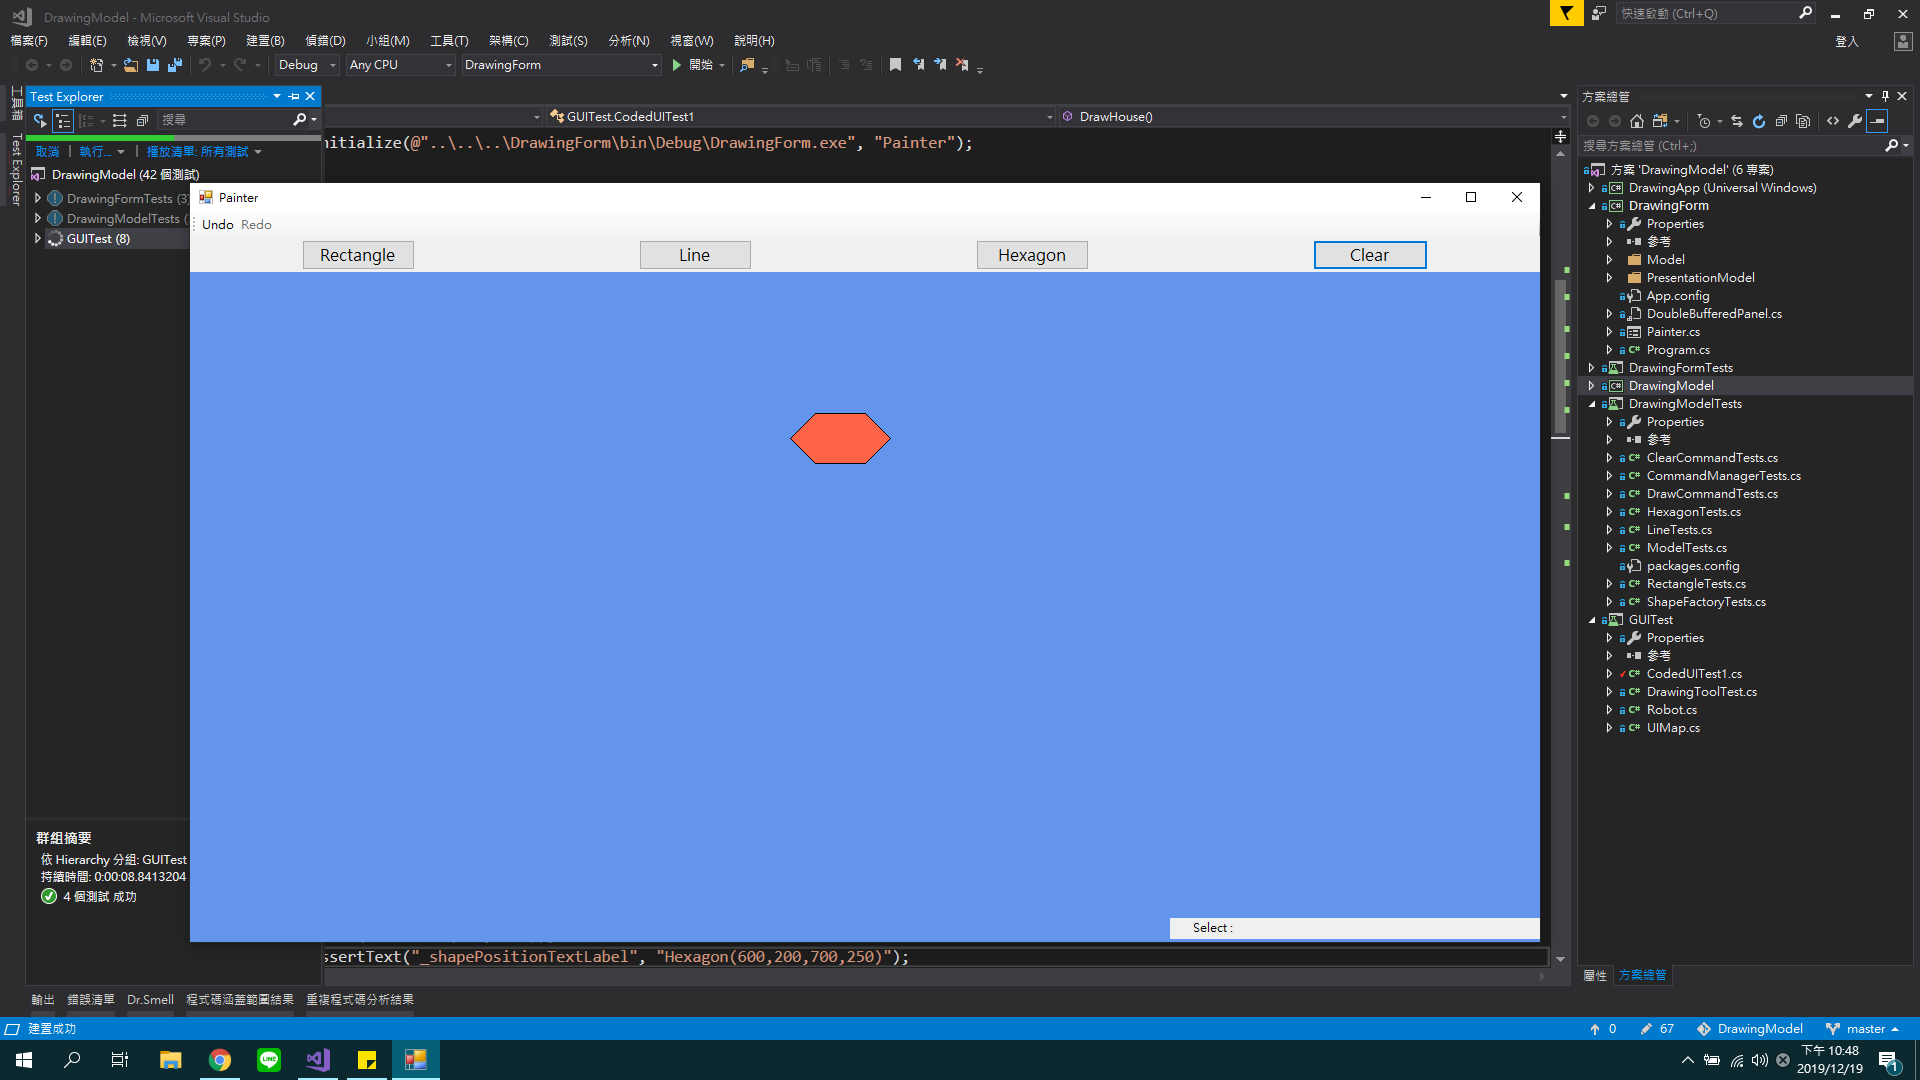 DrawingModel - Microsoft Visual Studio
快速啟動 (Ctrl+Q)
檔案(F) 編輯(E) 檢視(V) 專案(P) 建置(B) 偵錯(D) 小組(M) 工具(T) 架構(C) 測試(S) 分析(N) 視窗(W) 說明(H)
登入
Debug Any CPU DrawingForm 開始
工具箱
Test Explorer
Test Explorer
搜尋
取消 執行... 播放清單: 所有測試
DrawingModel (42 個測試)
DrawingFormTests (3)
DrawingModelTests (
GUITest (8)
GUITest.CodedUITest1
DrawHouse()
nitialize(@"..\..\..\DrawingForm\bin\Debug\DrawingForm.exe", "Painter");
Painter
Undo Redo
Rectangle Line Hexagon Clear
Select :
ssertText("_shapePositionTextLabel", "Hexagon(600,200,700,250)");
群組摘要
依 Hierarchy 分組: GUITest
持續時間: 0:00:08.8413204
4 個測試 成功
方案總管
搜尋方案總管 (Ctrl+;)
方案 'DrawingModel' (6 專案)
DrawingApp (Universal Windows)
DrawingForm
Properties
參考
Model
PresentationModel
App.config
DoubleBufferedPanel.cs
Painter.cs
Program.cs
DrawingFormTests
DrawingModel
DrawingModelTests
Properties
參考
ClearCommandTests.cs
CommandManagerTests.cs
DrawCommandTests.cs
HexagonTests.cs
LineTests.cs
ModelTests.cs
packages.config
RectangleTests.cs
ShapeFactoryTests.cs
GUITest
Properties
參考
CodedUITest1.cs
DrawingToolTest.cs
Robot.cs
UIMap.cs
屬性 方案總管
輸出 錯誤清單 Dr.Smell 程式碼涵蓋範圍結果 重複程式碼分析結果
建置成功
0 67 DrawingModel master
下午 10:48
2019/12/19
1